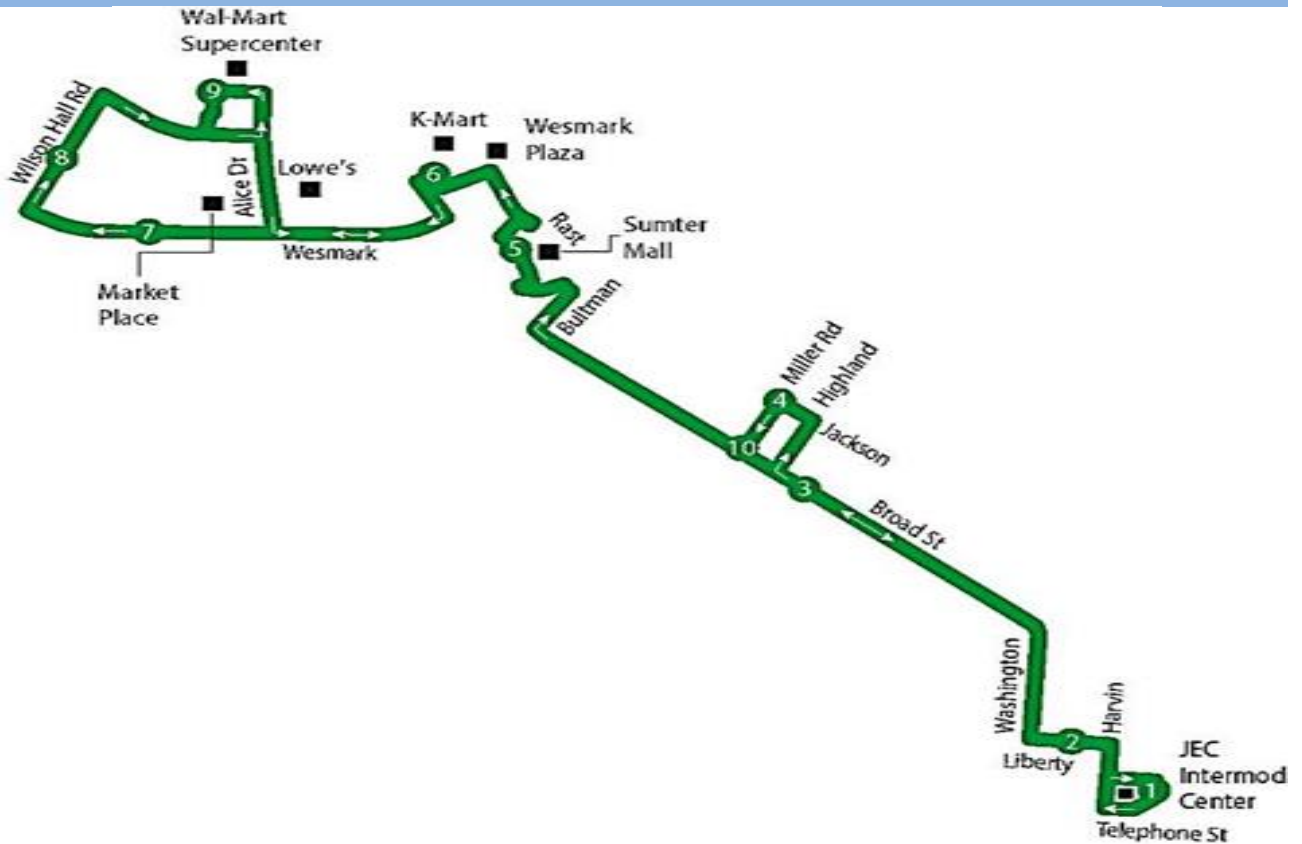 Wal-Mart
Supercenter
9
Wilson Hall Rd
8
K-Mart
Wesmark
Plaza
6
Lowe's
Alice Dr
7
Wesmark
Rast
5
Sumter
Mall
Market
Place
Bultman
Miller Rd
Highland
4
Jackson
10
3
Broad St
Washington
Harvin
2
Liberty
JEC
Intermod
Center
1
Telephone St